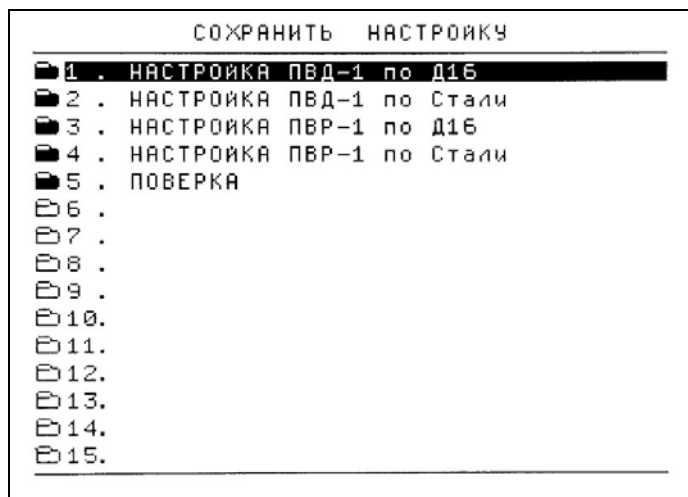 СОХРАНИТЬ НАСТРОЙКУ
1 . НАСТРОЙКА ПВД-1 по Д16
2 . НАСТРОЙКА ПВД-1 по Стали
3 . НАСТРОЙКА ПВР-1 по Д16
4 . НАСТРОЙКА ПВР-1 по Стали
5 . ПОВЕРКА
6 .
7 .
8 .
9 .
10.
11.
12.
13.
14.
15.